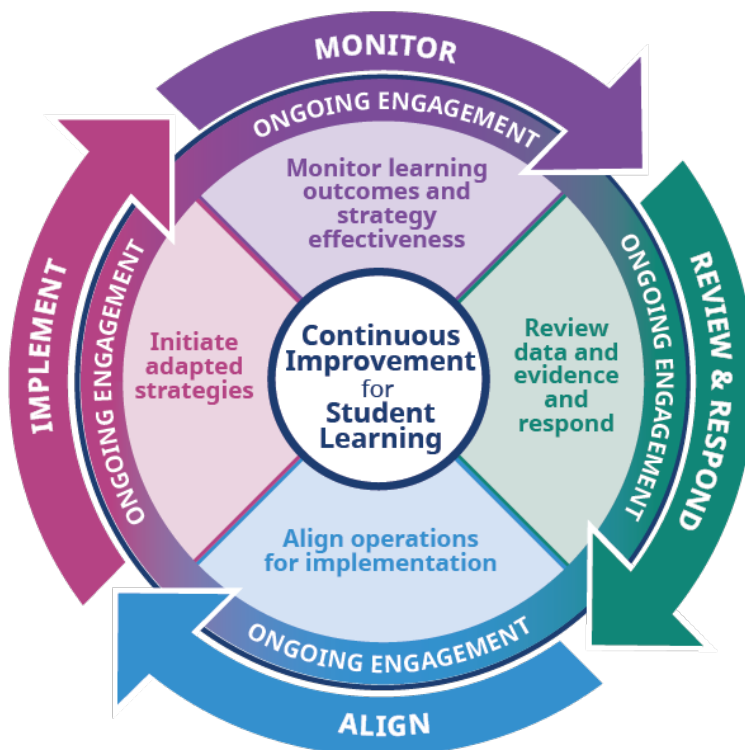 MONITOR
ONGOING ENGAGEMENT
Monitor learning
outcomes and
strategy
effectiveness
REVIEW & RESPOND
ONGOING ENGAGEMENT
Review
data and
evidence
and
respond
ALIGN
ONGOING ENGAGEMENT
Align operations
for implementation
IMPLEMENT
ONGOING ENGAGEMENT
Initiate
adapted
strategies
Continuous
Improvement
for
Student
Learning